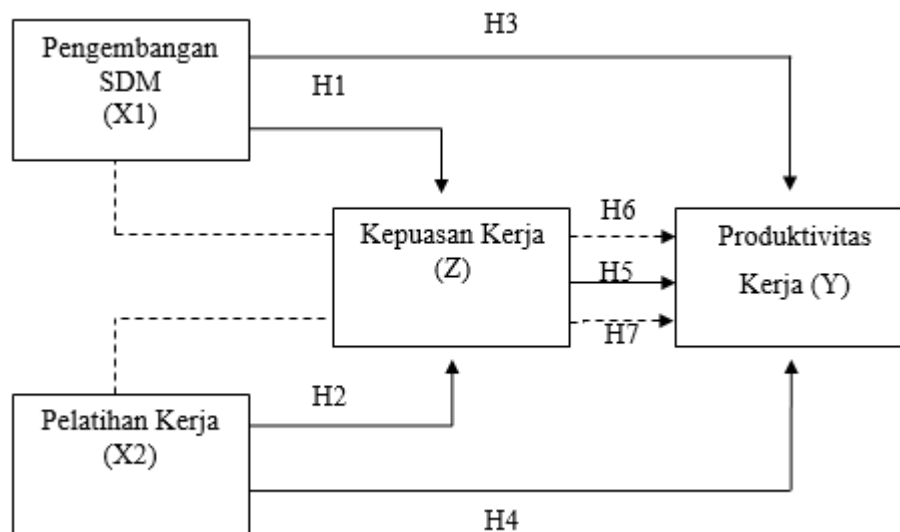 H3
Pengembangan
SDM
(X1)
H1
Kepuasan Kerja
(Z)
H6
H5
H7
Produktivitas
Kerja (Y)
Pelatihan Kerja
(X2)
H2
H4